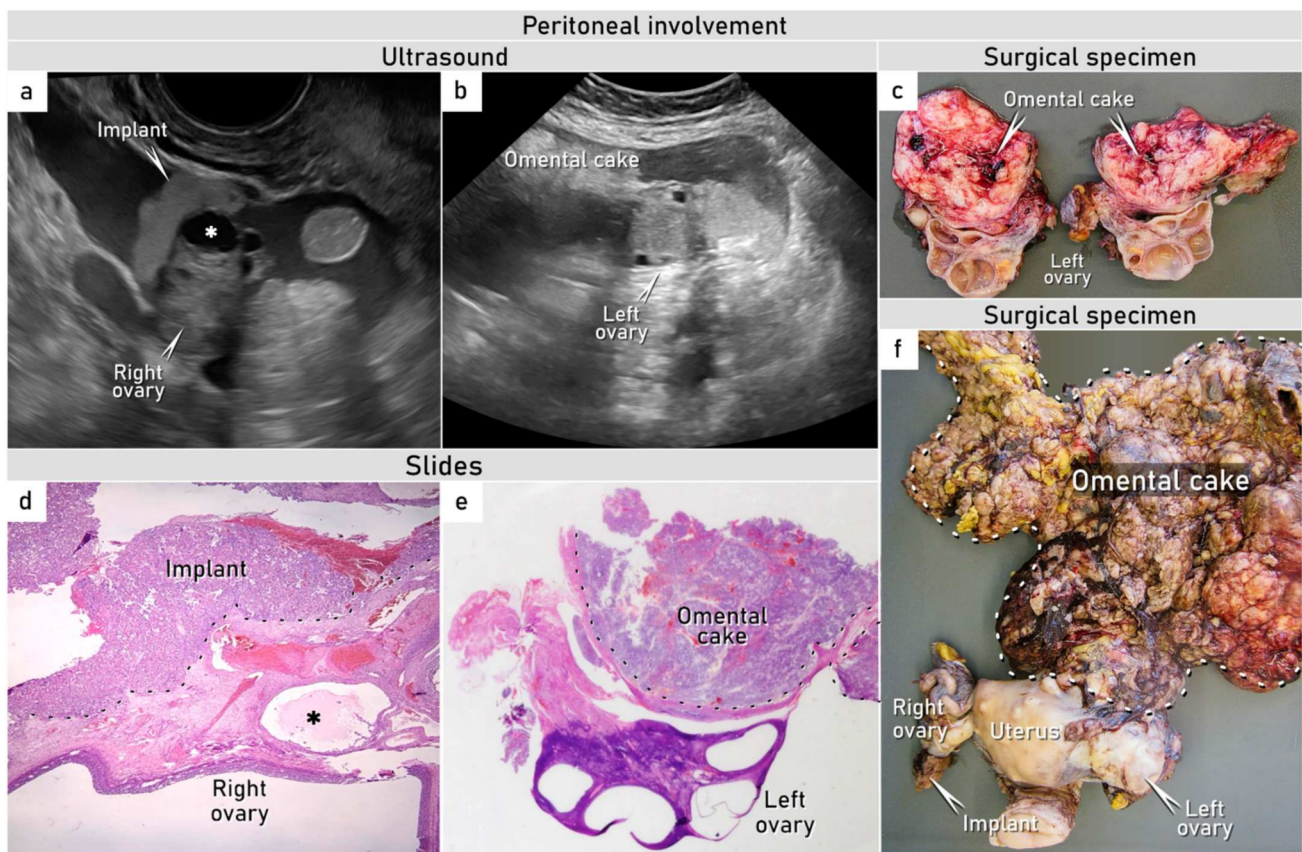 Peritoneal involvement
Ultrasound
Surgical specimen
a
Implant
*
Right
ovary
b
Omental cake
Left
ovary
c
Omental cake
Left
ovary
Slides
Surgical specimen
d
Implant
*
Right
ovary
e
Omental
cake
Left
ovary
f
Omental cake
Right
ovary
Uterus
Implant
Left
ovary